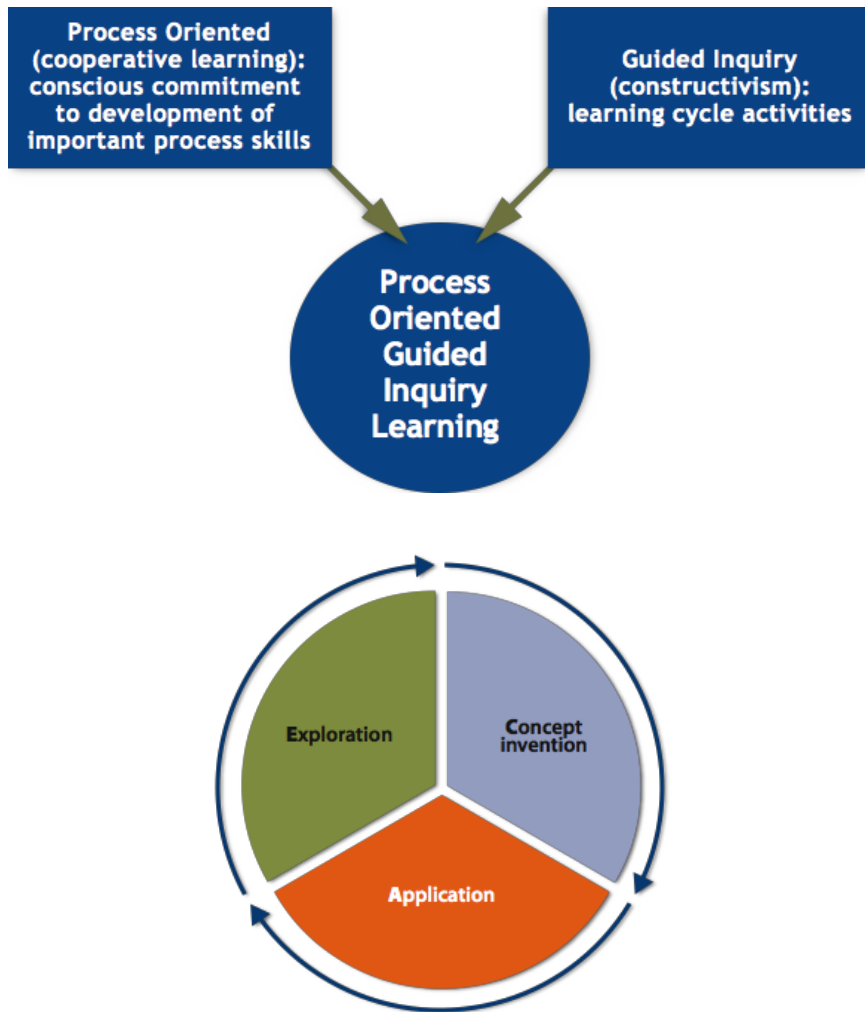 Process Oriented
(cooperative learning):
conscious commitment
to development of
important process skills
Guided Inquiry
(constructivism):
learning cycle activities
Process
Oriented
Guided
Inquiry
Learning
Exploration
Concept
invention
Application